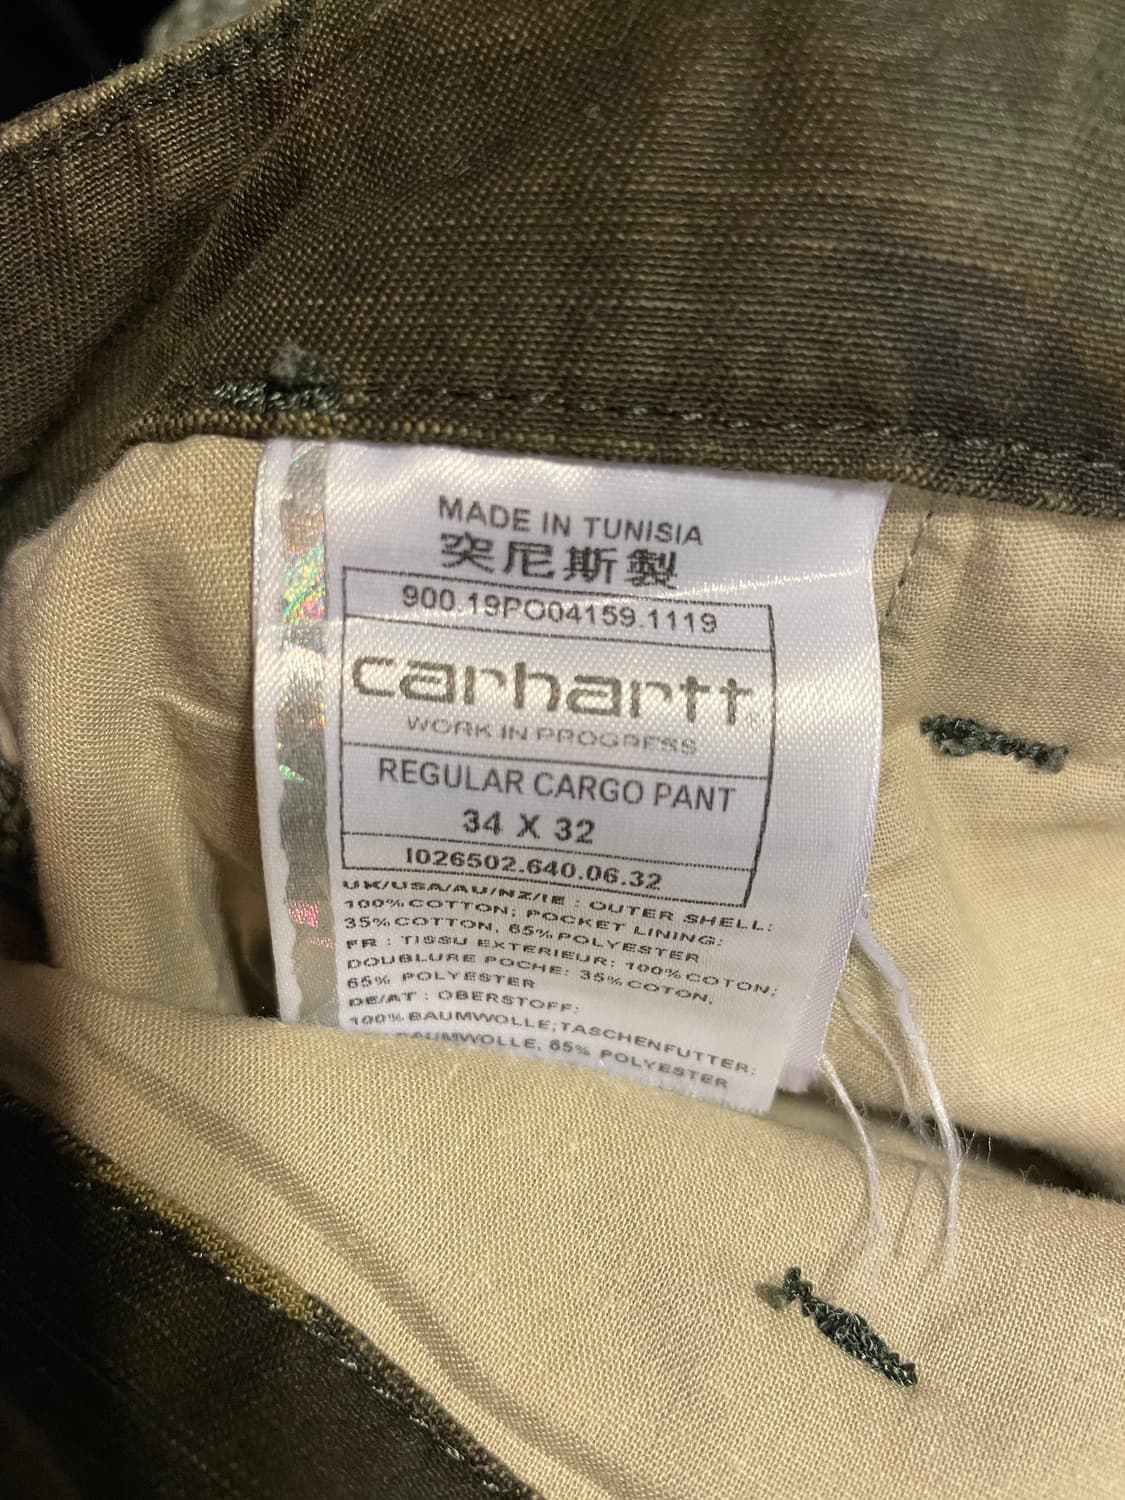 MADE IN TUNISIA
突尼斯製
900.19PO04159.1119
carhartt
WORK IN PROGRESS
REGULAR CARGO PANT
34 X 32
I026502.640.06.32
UK/USA/AU/NZ/IE : OUTER SHELL:
100% COTTON; POCKET LINING:
35% COTTON, 65% POLYESTER
FR : TISSU EXTERIEUR: 100% COTON;
DOUBLURE POCHE: 35% COTON,
65% POLYESTER
DE/AT : OBERSTOFF:
100% BAUMWOLLE;TASCHENFUTTER:
BAUMWOLLE, 65% POLYESTER